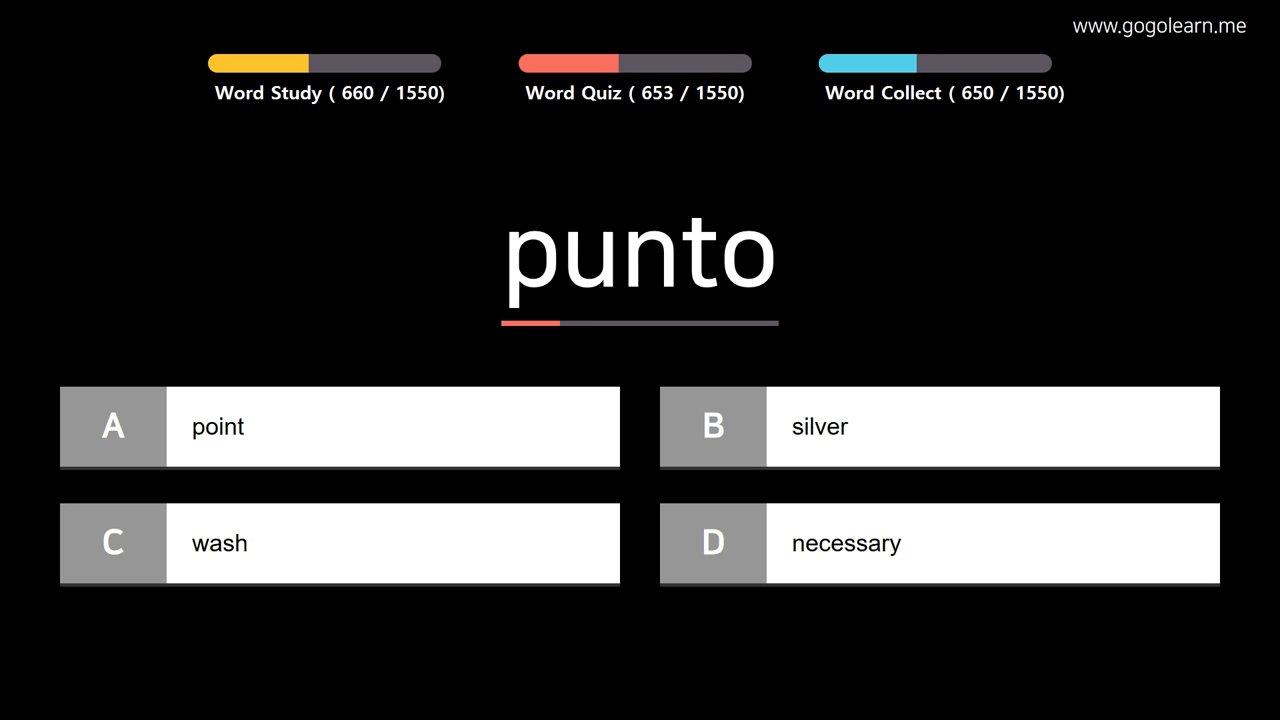 www.gogolearn.me
Word Study ( 660 / 1550)
Word Quiz ( 653 / 1550)
Word Collect ( 650 / 1550)
punto
A point
B silver
C wash
D necessary